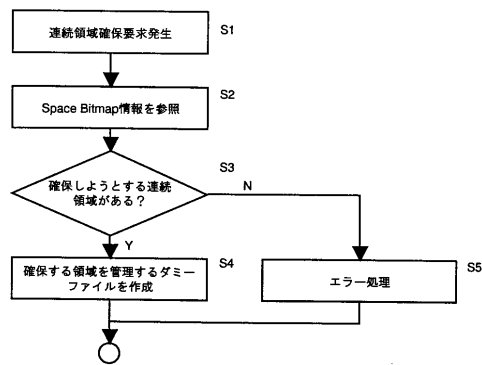 連続領域確保要求発生
S1
Space Bitmap情報を参照
S2
確保しようとする連続
領域がある?
S3
N
Y
確保する領域を管理するダミー
ファイルを作成
S4
エラー処理
S5